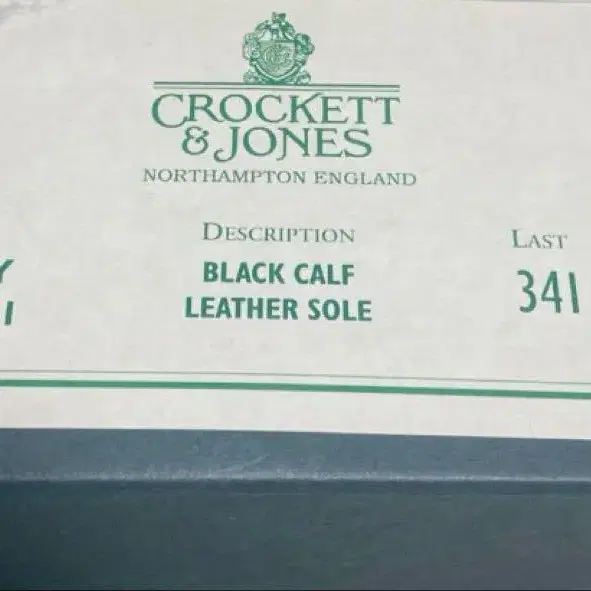 CROCKETT
& JONES
NORTHAMPTON ENGLAND
DESCRIPTION
LAST
BLACK CALF
341
LEATHER SOLE